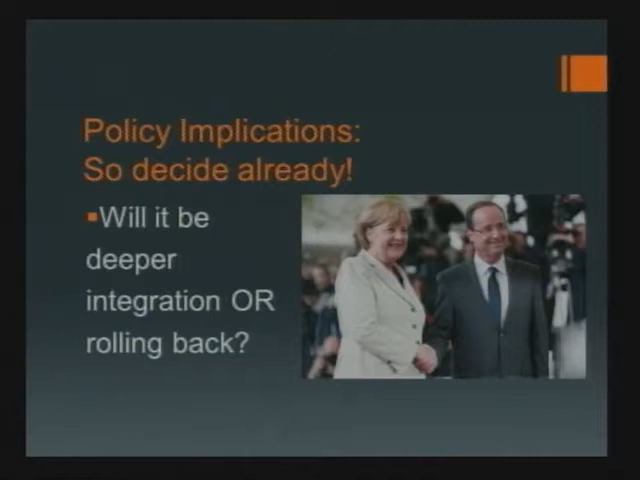 Policy Implications:
So decide already!
▪Will it be
deeper
integration OR
rolling back?